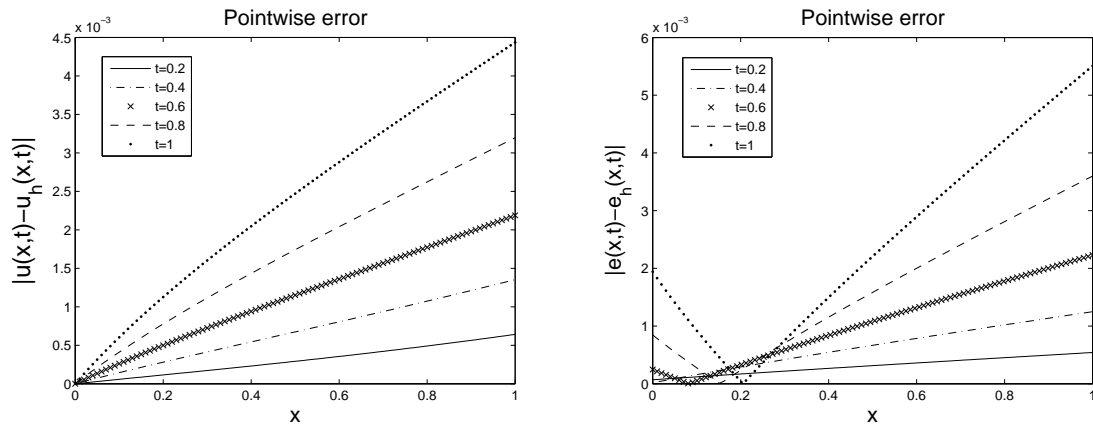 Pointwise error
x 10⁻³
4.5
4
3.5
3
2.5
2
1.5
1
0.5
0
|u(x,t)−u_h(x,t)|
t=0.2
t=0.4
t=0.6
t=0.8
t=1
0 0.2 0.4 0.6 0.8 1
x
Pointwise error
x 10⁻³
6
5
4
3
2
1
0
|e(x,t)−e_h(x,t)|
t=0.2
t=0.4
t=0.6
t=0.8
t=1
0 0.2 0.4 0.6 0.8 1
x